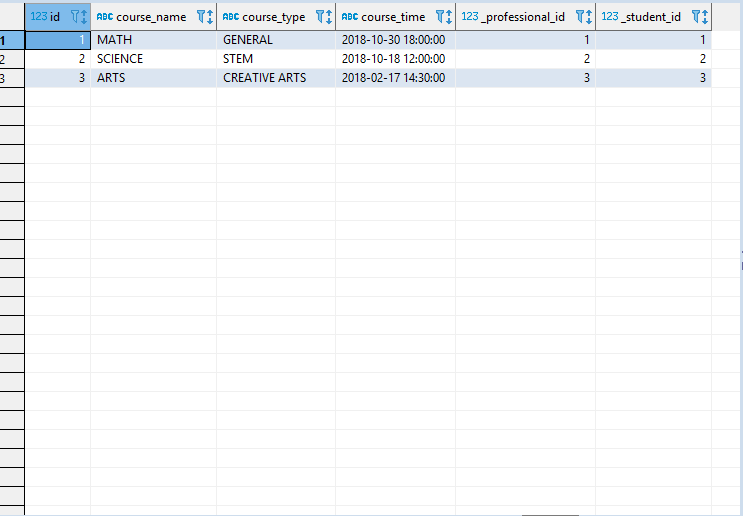 123 id ABC course_name ABC course_type ABC course_time 123 _professional_id 123 _student_id
1 1 MATH GENERAL 2018-10-30 18:00:00 1 1
2 2 SCIENCE STEM 2018-10-18 12:00:00 2 2
3 3 ARTS CREATIVE ARTS 2018-02-17 14:30:00 3 3